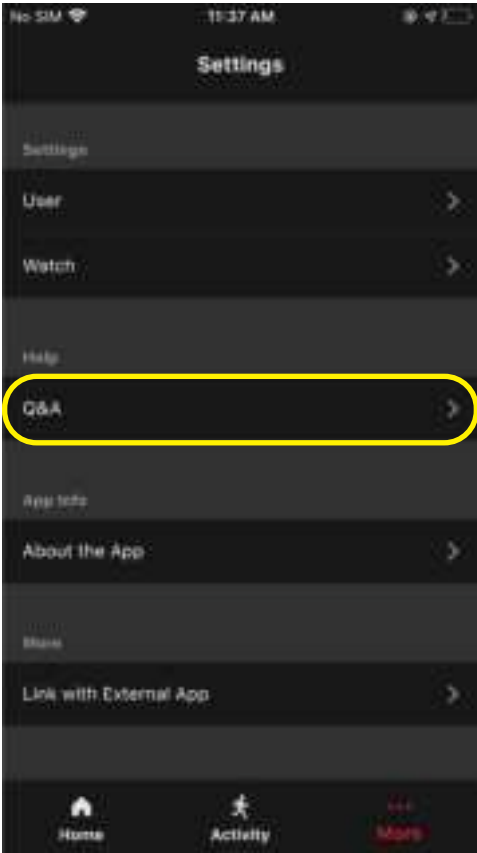 No SIM 11:37 AM
Settings
Settings
User
Watch
Help
Q&A
App Info
About the App
More
Link with External App
Home Activity More